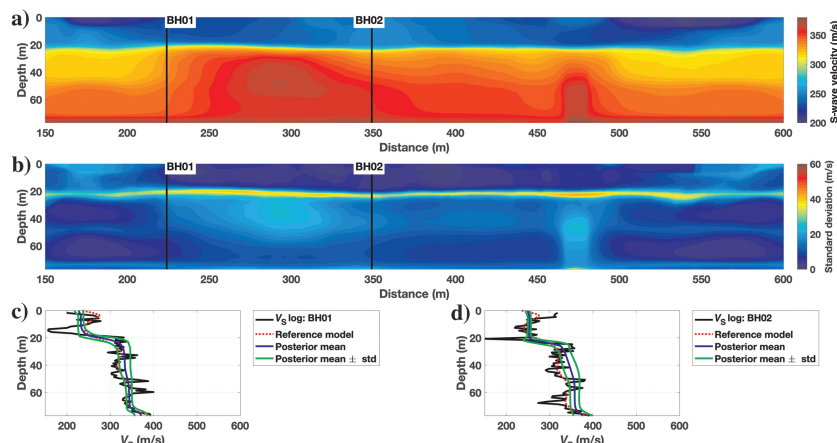 a)
BH01
BH02
0
20
40
60
Depth (m)
150
200
250
300
350
400
450
500
550
600
Distance (m)
350
300
250
200
S-wave velocity(m/s)
b)
BH01
BH02
0
20
40
60
Depth (m)
150
200
250
300
350
400
450
500
550
600
Distance (m)
60
40
20
0
Standard deviation (m/s)
c)
0
20
40
60
Depth (m)
200
300
400
500
600
V_S (m/s)
V_S log: BH01
Reference model
Posterior mean
Posterior mean ± std
d)
0
20
40
60
Depth (m)
200
300
400
500
600
V_S (m/s)
V_S log: BH02
Reference model
Posterior mean
Posterior mean ± std